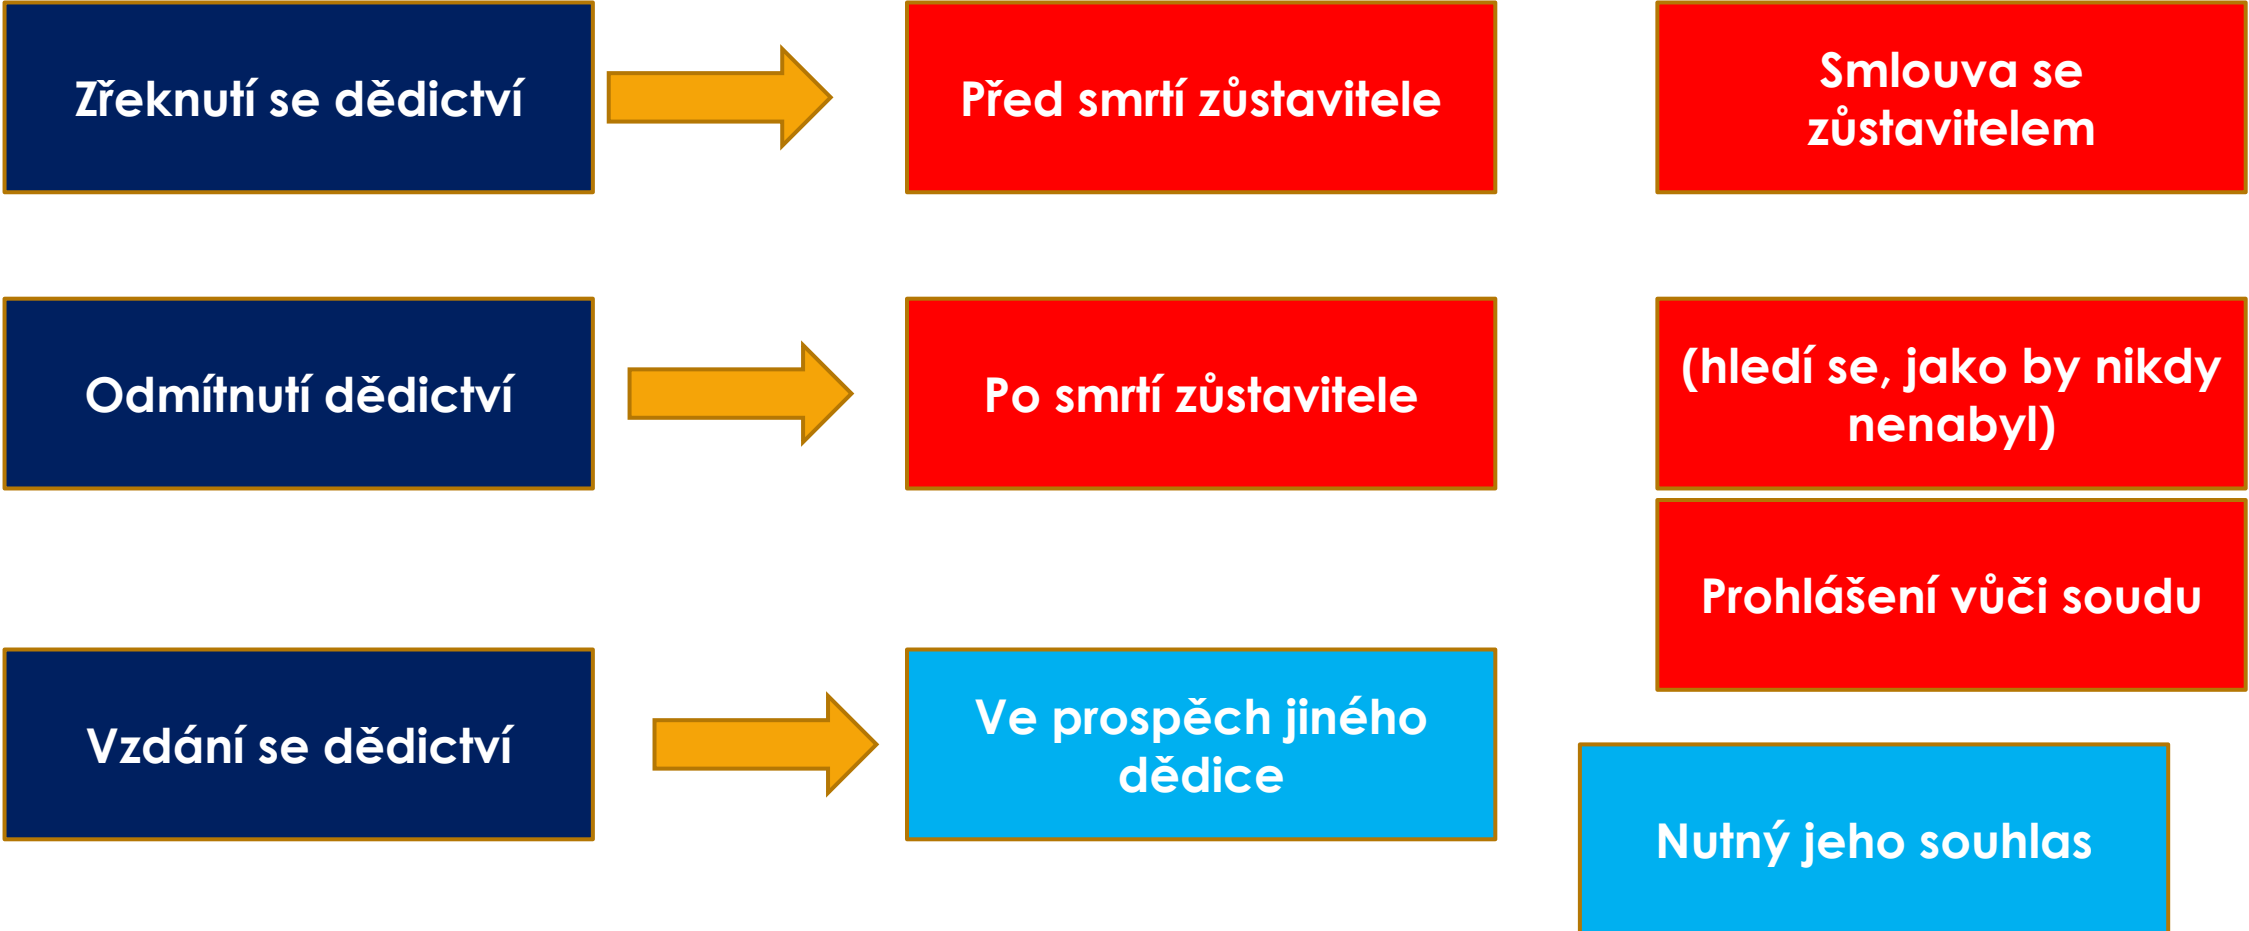 Zřeknutí se dědictví
Před smrtí zůstavitele
Smlouva se
zůstavitelem
Odmítnutí dědictví
Po smrtí zůstavitele
(hledí se, jako by nikdy
nenabyl)
Prohlášení vůči soudu
Vzdání se dědictví
Ve prospěch jiného
dědice
Nutný jeho souhlas